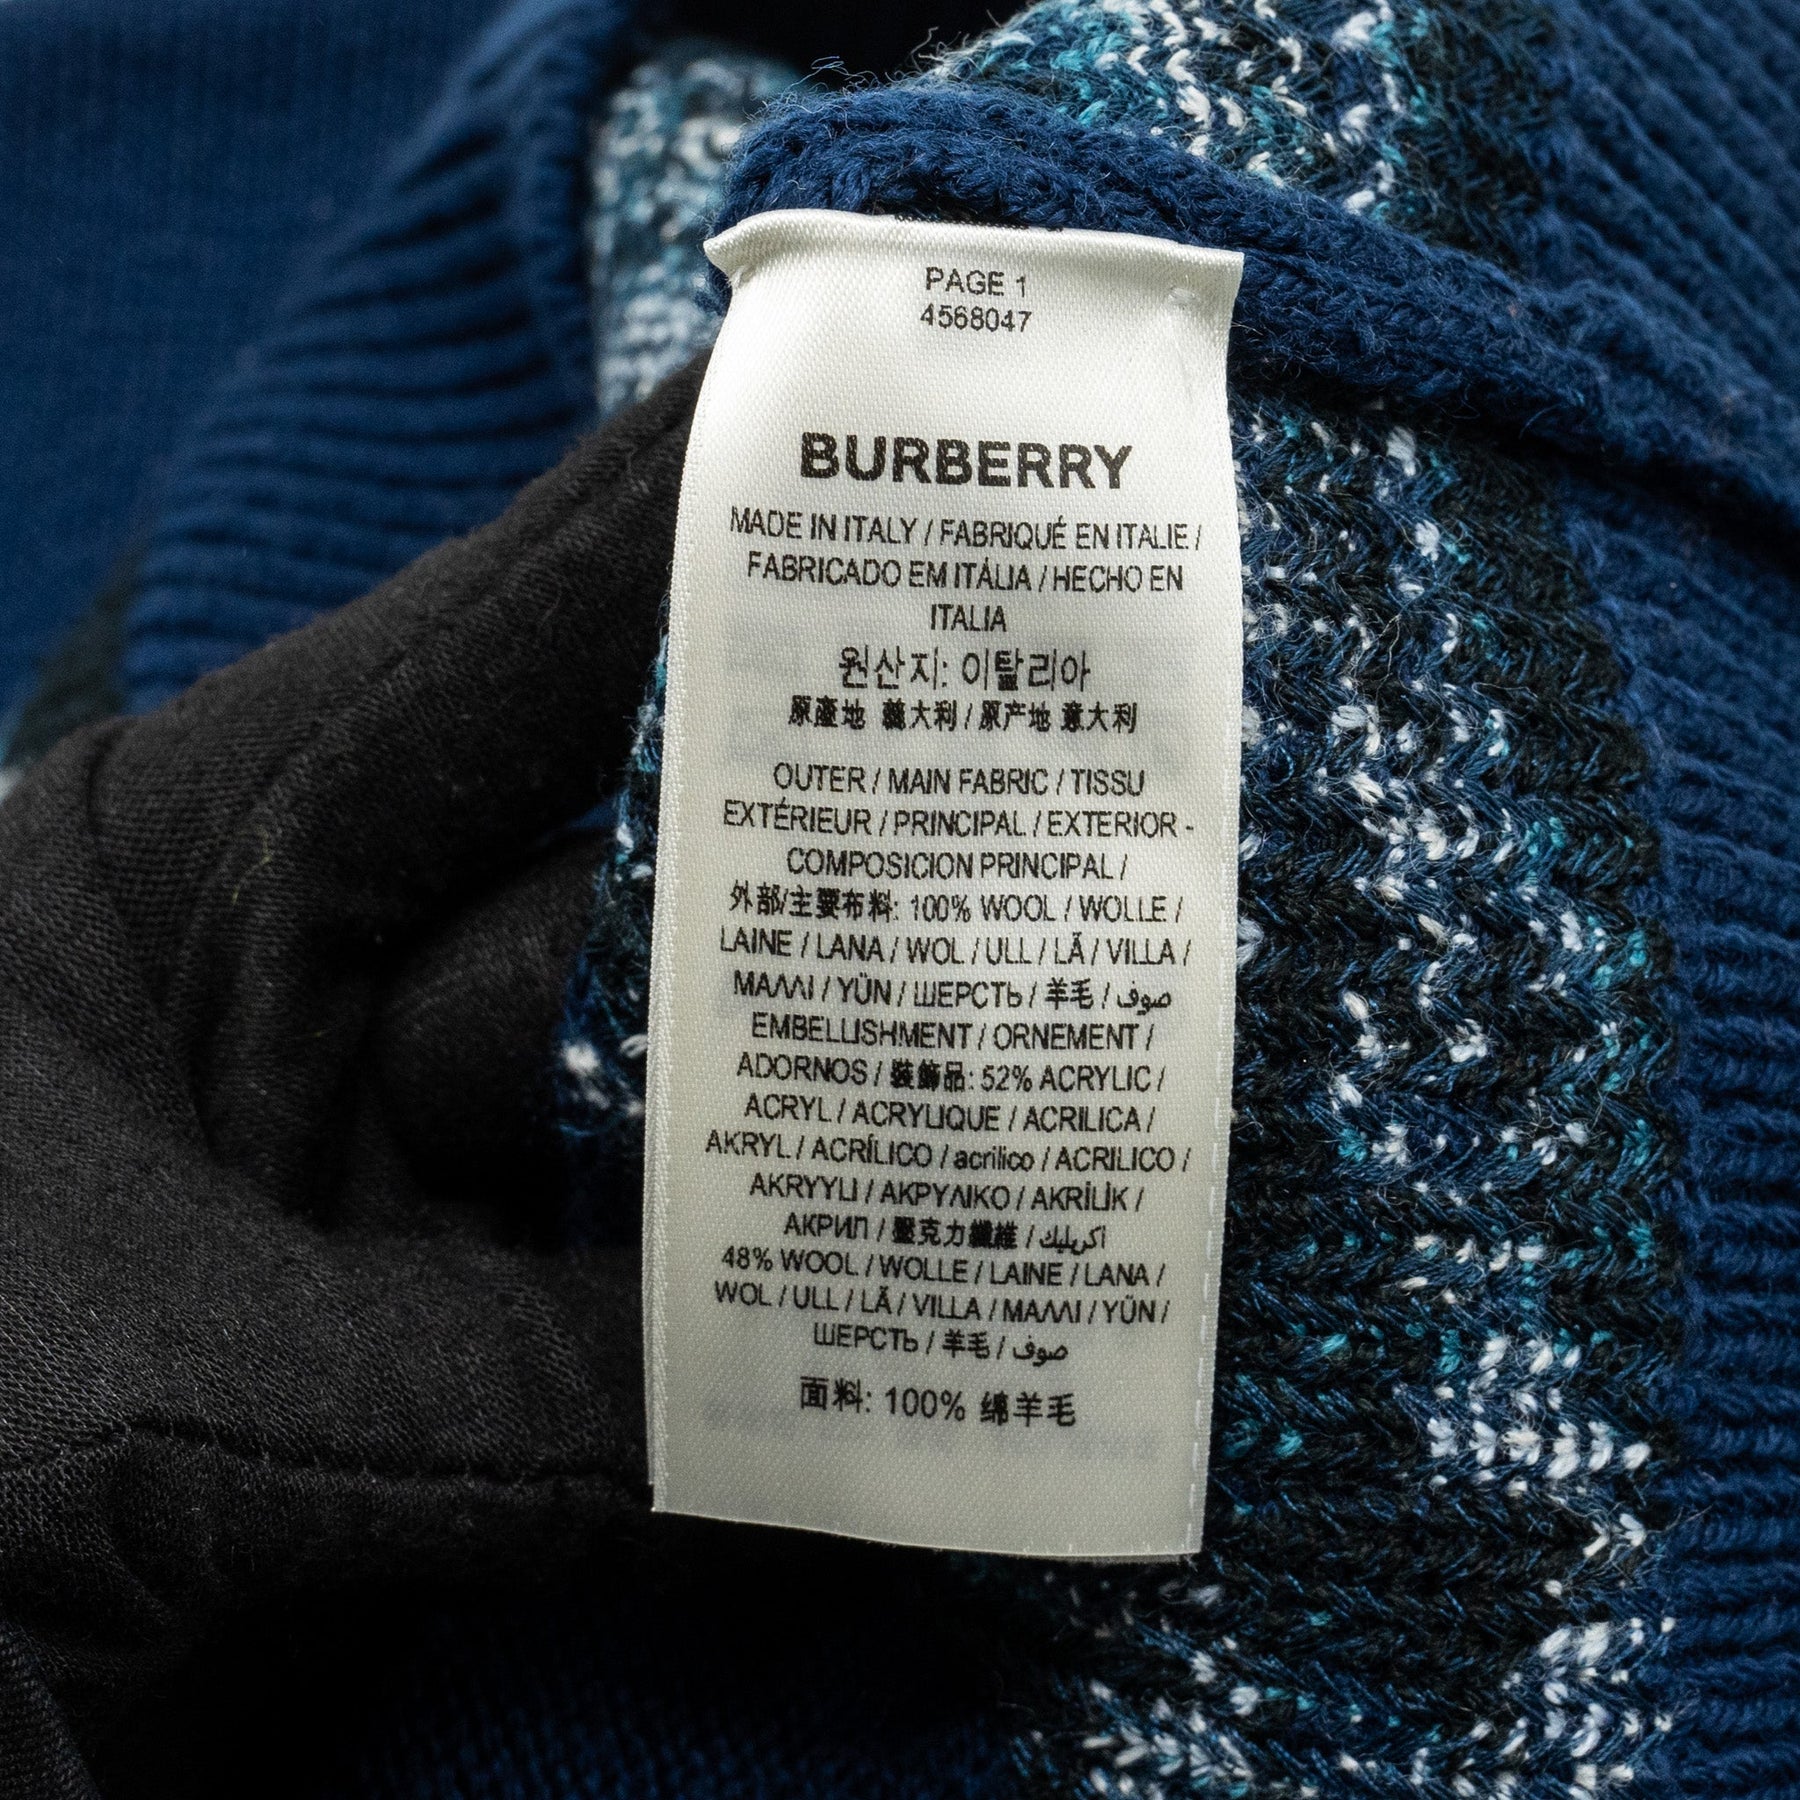 PAGE 1
4568047
BURBERRY
MADE IN ITALY / FABRIQUÉ EN ITALIE /
FABRICADO EM ITÁLIA / HECHO EN
ITALIA
원산지: 이탈리아
原產地 義大利 / 原产地 意大利
OUTER / MAIN FABRIC / TISSU
EXTÉRIEUR / PRINCIPAL / EXTERIOR -
COMPOSICION PRINCIPAL /
外部/主要布料: 100% WOOL / WOLLE /
LAINE / LANA / WOL / ULL / LÃ / VILLA /
ΜΑΛΛΙ / YÜN / ШЕРСТЬ / 羊毛 / صوف
EMBELLISHMENT / ORNEMENT /
ADORNOS / 裝飾品: 52% ACRYLIC /
ACRYL / ACRYLIQUE / ACRILICA /
AKRYL / ACRÍLICO / acrilico / ACRILICO /
AKRYYLI / ΑΚΡΥΛΙΚΟ / AKRİLİK /
АКРИЛ / 壓克力纖維 / اكريليك
48% WOOL / WOLLE / LAINE / LANA /
WOL / ULL / LÃ / VILLA / ΜΑΛΛΙ / YÜN /
ШЕРСТЬ / 羊毛 / صوف
面料: 100% 绵羊毛